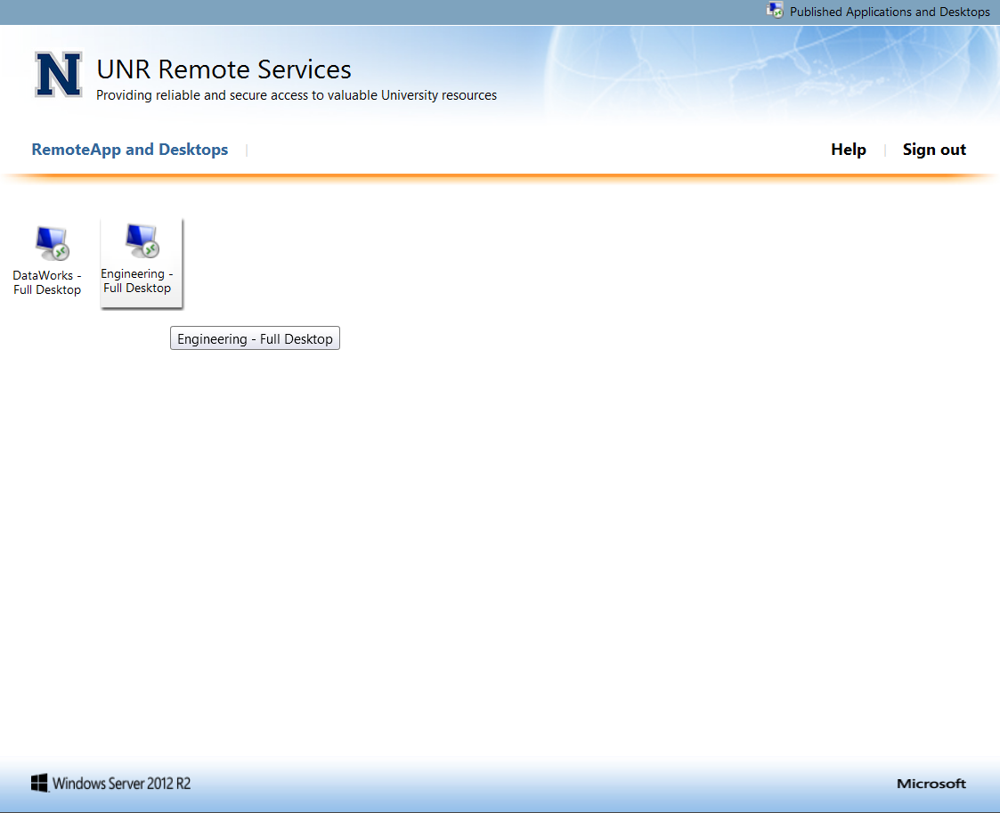 Published Applications and Desktops
N
UNR Remote Services
Providing reliable and secure access to valuable University resources
RemoteApp and Desktops
Help
Sign out
DataWorks -
Full Desktop
Engineering -
Full Desktop
Engineering - Full Desktop
Windows Server 2012 R2
Microsoft